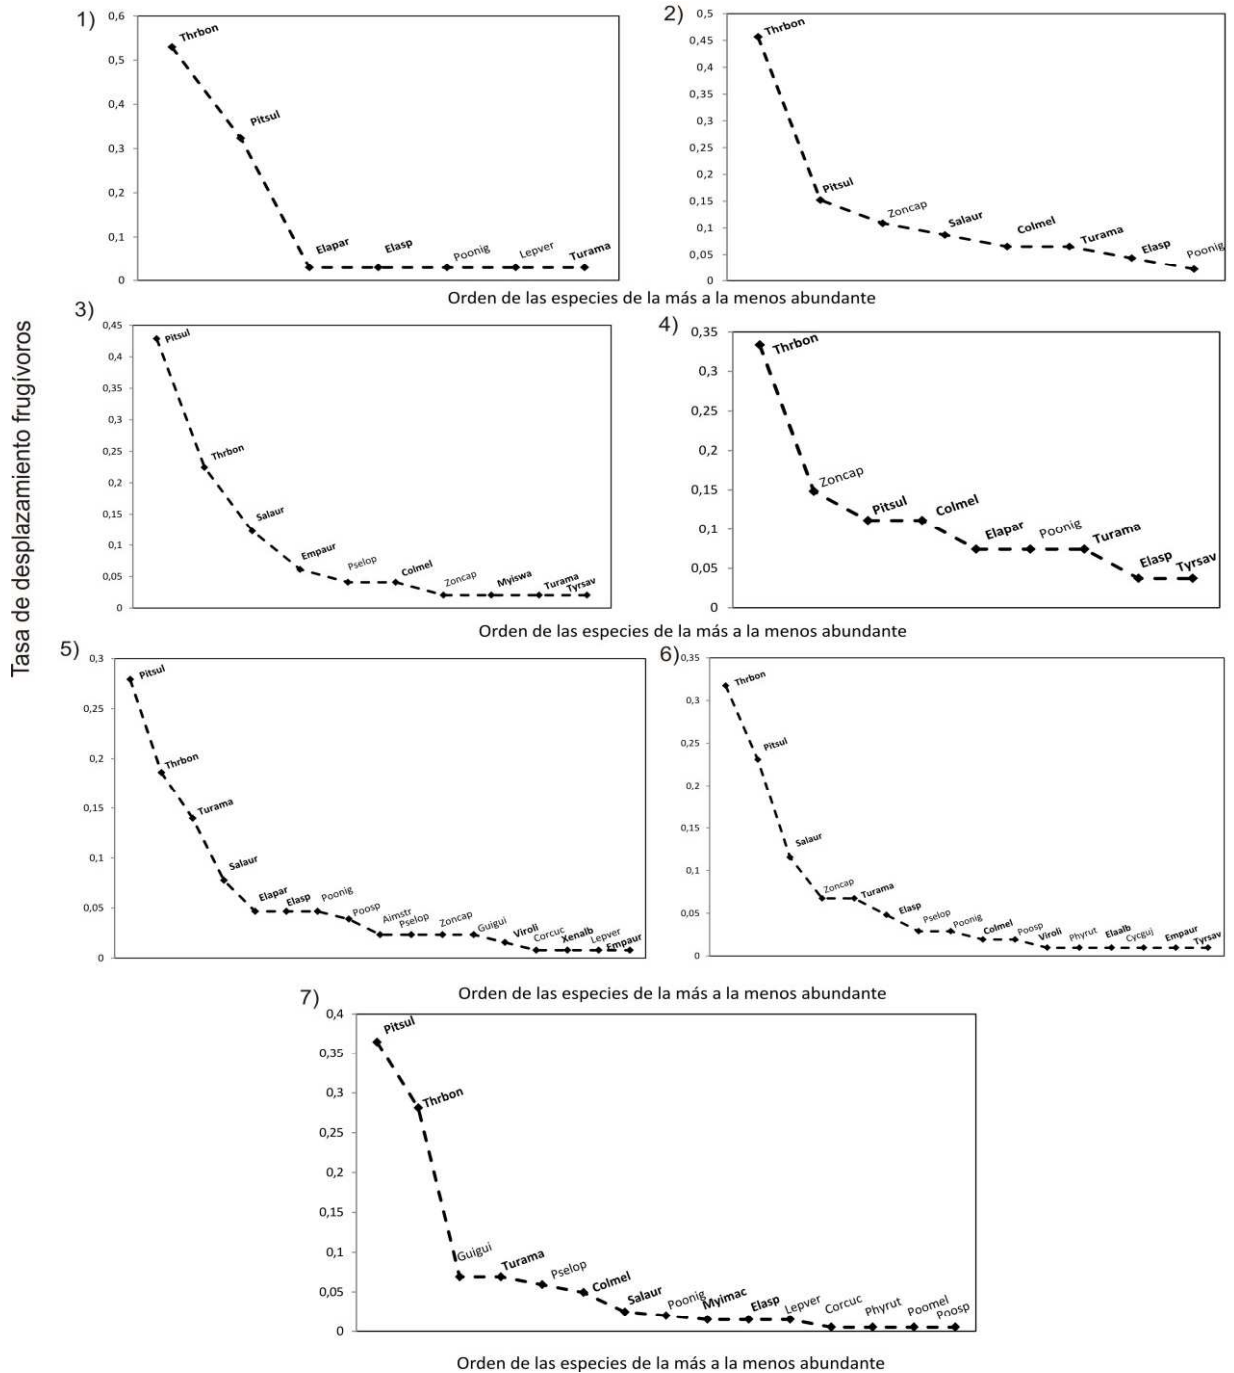 Tasa de desplazamiento frugívoros
1)
0,6
0,5
0,4
0,3
0,2
0,1
0
Thrbon
Pitsul
Elapar
Elasp
Poonig
Lepver
Turama
2)
0,5
0,45
0,4
0,35
0,3
0,25
0,2
0,15
0,1
0,05
0
Thrbon
Pitsul
Zoncap
Salaur
Colmel
Turama
Elasp
Poonig
Orden de las especies de la más a la menos abundante
3)
0,45
0,4
0,35
0,3
0,25
0,2
0,15
0,1
0,05
0
Pitsul
Thrbon
Salaur
Empaur
Pselop
Colmel
Zoncap
Myiswa
Turama
Tyrsav
4)
0,35
0,3
0,25
0,2
0,15
0,1
0,05
0
Thrbon
Zoncap
Pitsul
Colmel
Elapar
Poonig
Turama
Elasp
Tyrsav
Orden de las especies de la más a la menos abundante
5)
0,3
0,25
0,2
0,15
0,1
0,05
0
Pitsul
Thrbon
Turama
Salaur
Elapar
Elasp
Poonig
Poosp
Aimstr
Pselop
Zoncap
Guigui
Viroli
Corcuc
Xenalb
Lepver
Empaur
6)
0,35
0,3
0,25
0,2
0,15
0,1
0,05
0
Thrbon
Pitsul
Salaur
Zoncap
Turama
Elasp
Pselop
Poonig
Colmel
Poosp
Viroli
Phyrut
Elaalb
Cycguj
Empaur
Tyrsav
Orden de las especies de la más a la menos abundante
7)
0,4
0,35
0,3
0,25
0,2
0,15
0,1
0,05
0
Pitsul
Thrbon
Guigui
Turama
Pselop
Colmel
Salaur
Poonig
Myimac
Elasp
Lepver
Corcuc
Phyrut
Poomel
Poosp
Orden de las especies de la más a la menos abundante